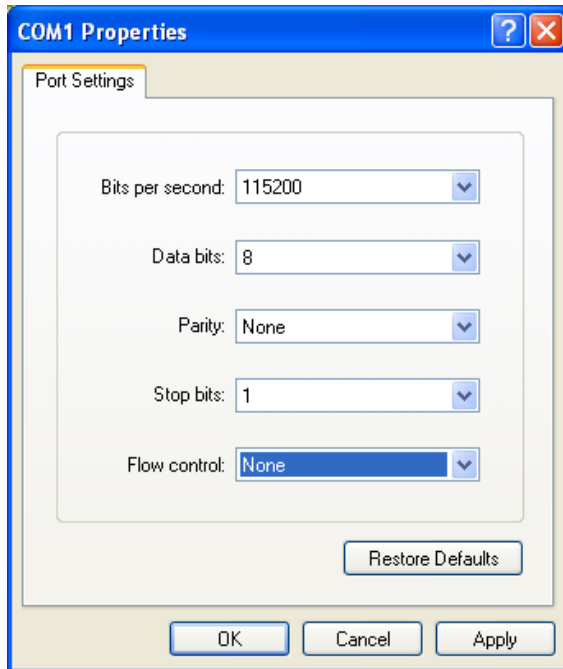 COM1 Properties
Port Settings
Bits per second: 115200
Data bits: 8
Parity: None
Stop bits: 1
Flow control: None
Restore Defaults
OK Cancel Apply